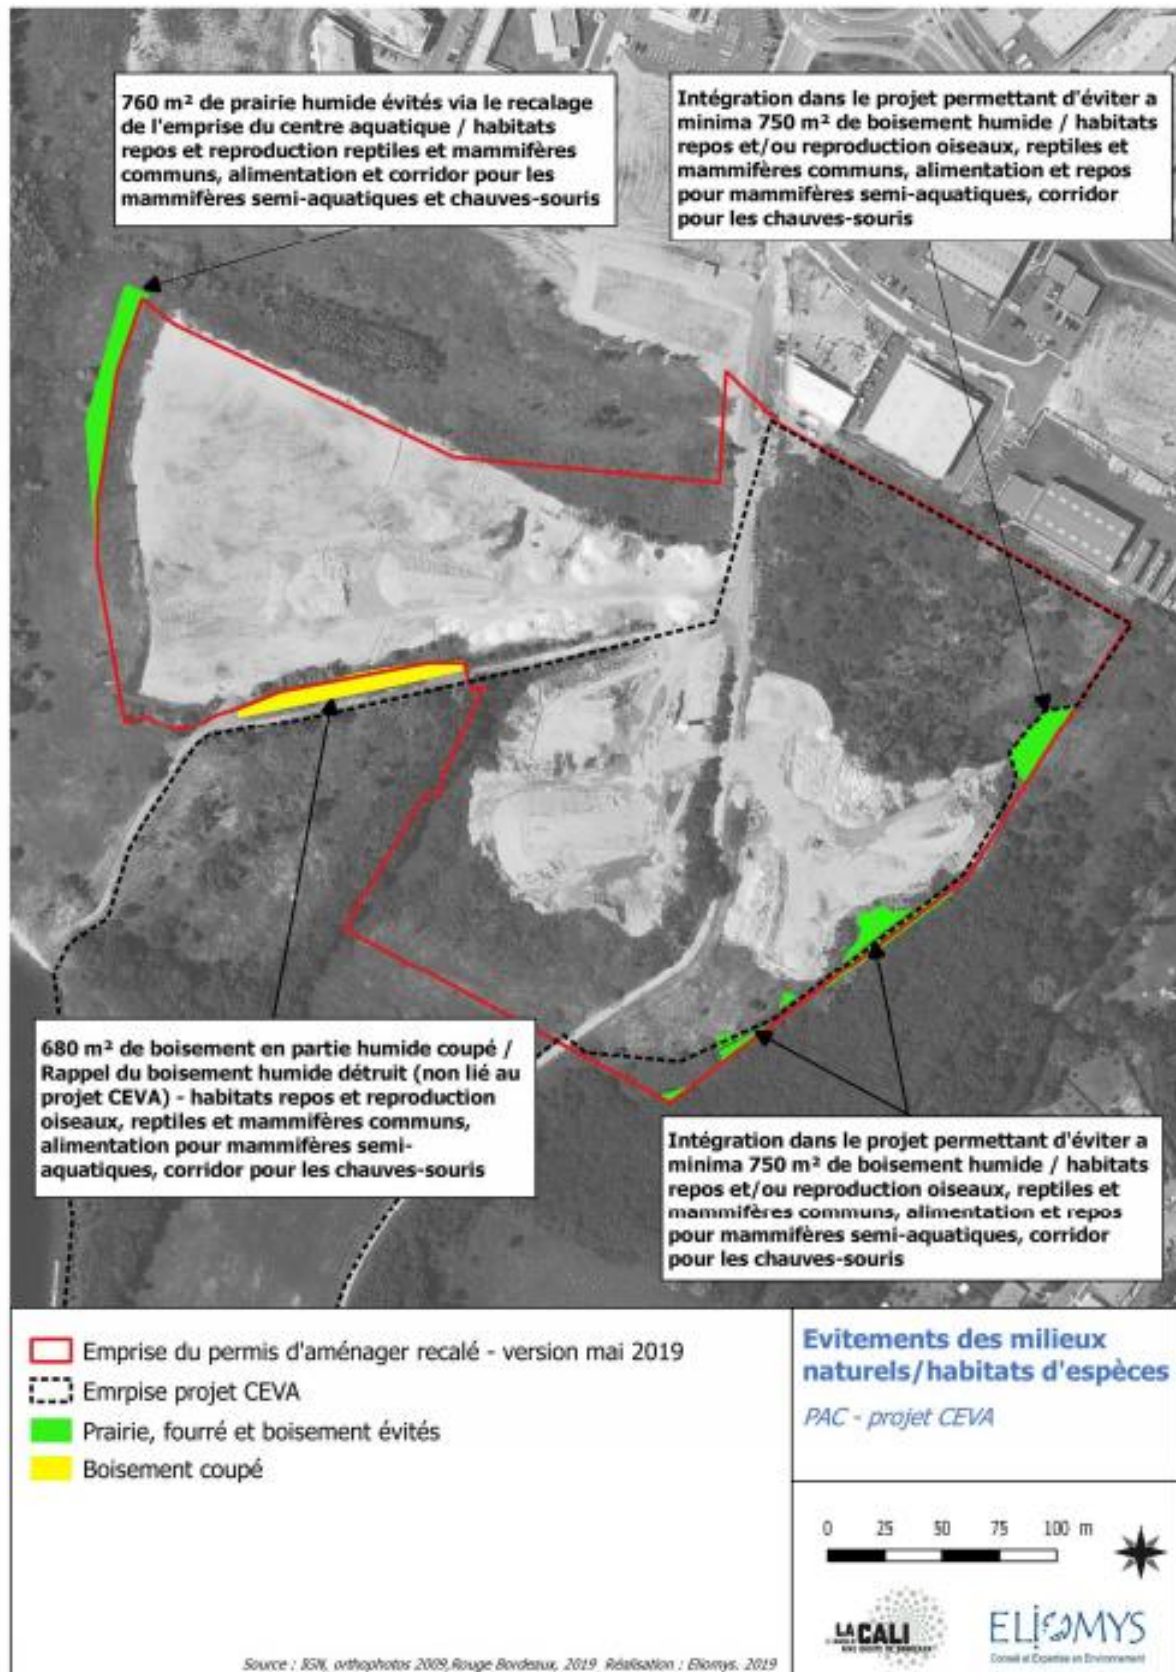 760 m² de prairie humide évités via le recalage
de l'emprise du centre aquatique / habitats
repos et reproduction reptiles et mammifères
communs, alimentation et corridor pour les
mammifères semi-aquatiques et chauves-souris
Intégration dans le projet permettant d'éviter a
minima 750 m² de boisement humide / habitats
repos et/ou reproduction oiseaux, reptiles et
mammifères communs, alimentation et repos
pour mammifères semi-aquatiques, corridor
pour les chauves-souris
680 m² de boisement en partie humide coupé /
Rappel du boisement humide détruit (non lié au
projet CEVA) - habitats repos et reproduction
oiseaux, reptiles et mammifères communs,
alimentation pour mammifères semi-
aquatiques, corridor pour les chauves-souris
Intégration dans le projet permettant d'éviter a
minima 750 m² de boisement humide / habitats
repos et/ou reproduction oiseaux, reptiles et
mammifères communs, alimentation et repos
pour mammifères semi-aquatiques, corridor
pour les chauves-souris
Emprise du permis d'aménager recalé - version mai 2019
Emrpise projet CEVA
Prairie, fourré et boisement évités
Boisement coupé
Evitements des milieux
naturels/habitats d'espèces
PAC - projet CEVA
0 25 50 75 100 m
LA CALI
ELIOMYS
Conseil et Expertise en Environnement
Source : IGN, orthophotos 2009,Rouge Bordeaux, 2019 Réalisation : Eliomys. 2019